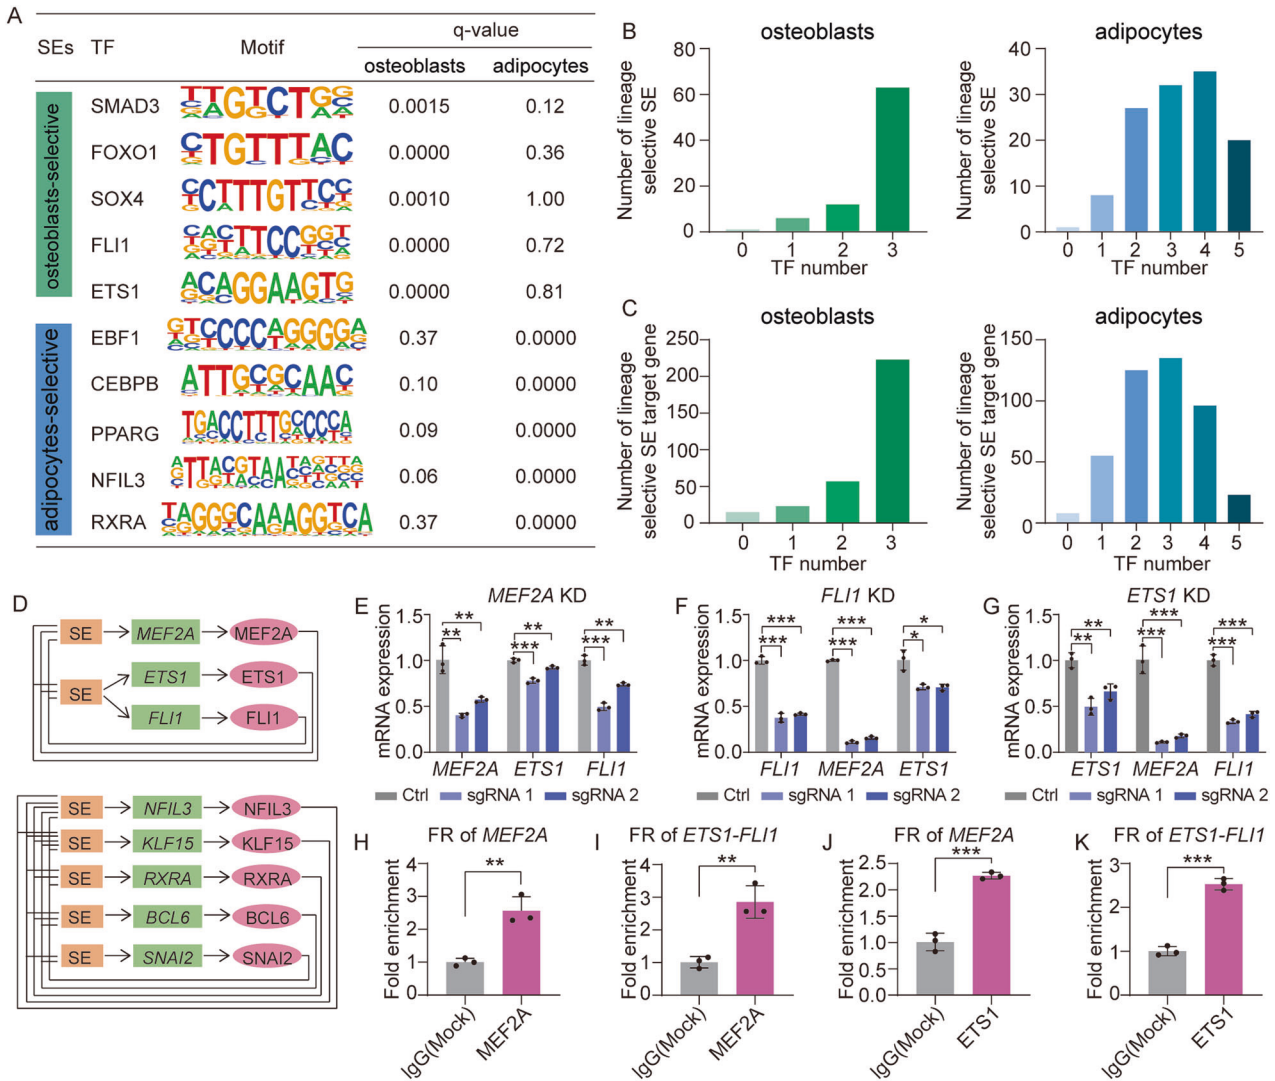 A
SEs TF Motif q-value
osteoblasts adipocytes
osteoblasts-selective
SMAD3 0.0015 0.12
FOXO1 0.0000 0.36
SOX4 0.0010 1.00
FLI1 0.0000 0.72
ETS1 0.0000 0.81
adipocytes-selective
EBF1 0.37 0.0000
CEBPB 0.10 0.0000
PPARG 0.09 0.0000
NFIL3 0.06 0.0000
RXRA 0.37 0.0000
B
osteoblasts
Number of lineage
selective SE
80
60
40
20
0
0 1 2 3
TF number
adipocytes
Number of lineage
selective SE
40
30
20
10
0
0 1 2 3 4 5
TF number
C
osteoblasts
Number of lineage
selective SE target gene
250
200
150
100
50
0
0 1 2 3
TF number
adipocytes
Number of lineage
selective SE target gene
150
100
50
0
0 1 2 3 4 5
TF number
D
SE MEF2A MEF2A
SE ETS1 ETS1
FLI1 FLI1
SE NFIL3 NFIL3
SE KLF15 KLF15
SE RXRA RXRA
SE BCL6 BCL6
SE SNAI2 SNAI2
E
MEF2A KD
mRNA expression
1.5
1.0
0.5
0.0
** ** *** ** *** **
MEF2A ETS1 FLI1
Ctrl sgRNA 1 sgRNA 2
F
FLI1 KD
mRNA expression
1.5
1.0
0.5
0.0
*** *** *** *** * *
FLI1 MEF2A ETS1
Ctrl sgRNA 1 sgRNA 2
G
ETS1 KD
mRNA expression
1.5
1.0
0.5
0.0
** ** *** *** *** ***
ETS1 MEF2A FLI1
Ctrl sgRNA 1 sgRNA 2
H
FR of MEF2A
Fold enrichment
4
3
2
1
0
**
IgG(Mock) MEF2A
I
FR of ETS1-FLI1
Fold enrichment
4
3
2
1
0
**
IgG(Mock) MEF2A
J
FR of MEF2A
Fold enrichment
2.5
2.0
1.5
1.0
0.5
0.0
***
IgG(Mock) ETS1
K
FR of ETS1-FLI1
Fold enrichment
3
2
1
0
***
IgG(Mock) ETS1